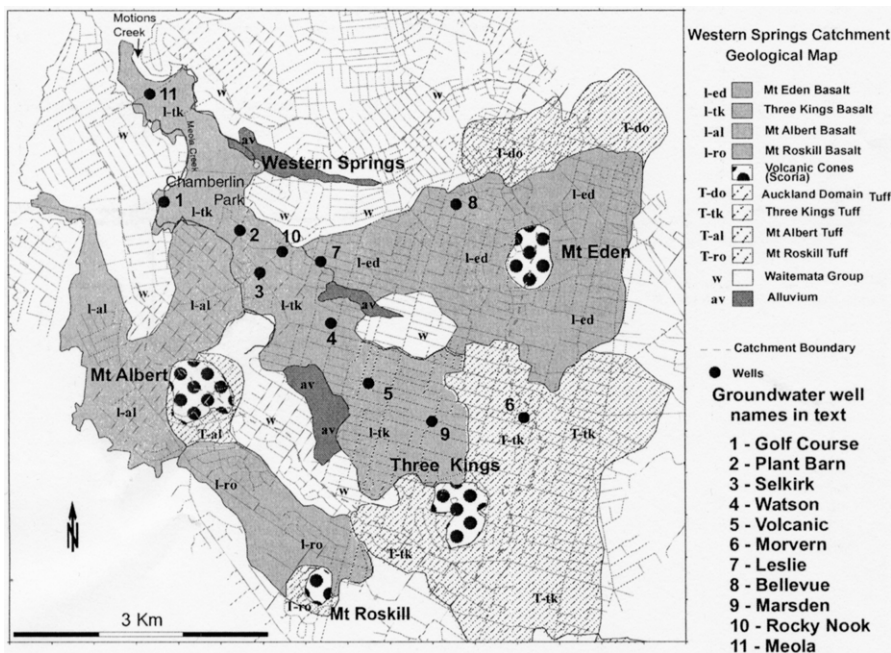 Motions
Creek
11
l-tk
w
w
av
Meola Creek
Western Springs
T-do
T-do
Chamberlin
Park
1
l-tk
2
w
10
w
8
l-ed
7
l-ed
l-ed
Mt Eden
3
l-tk
av
w
l-al
l-al
w
4
w
l-ed
Mt Albert
l-al
T-al
av
av
w
5
l-tk
9
6
T-tk
T-tk
Three Kings
l-ro
w
l-ro
T-tk
T-tk
T-tk
T-ro
Mt Roskill
N
3 Km
Western Springs Catchment
Geological Map
l-ed Mt Eden Basalt
l-tk Three Kings Basalt
l-al Mt Albert Basalt
l-ro Mt Roskill Basalt
Volcanic Cones
(Scoria)
T-do Auckland Domain Tuff
T-tk Three Kings Tuff
T-al Mt Albert Tuff
T-ro Mt Roskill Tuff
w Waitemata Group
av Alluvium
Catchment Boundary
Wells
Groundwater well
names in text
1 - Golf Course
2 - Plant Barn
3 - Selkirk
4 - Watson
5 - Volcanic
6 - Morvern
7 - Leslie
8 - Bellevue
9 - Marsden
10 - Rocky Nook
11 - Meola